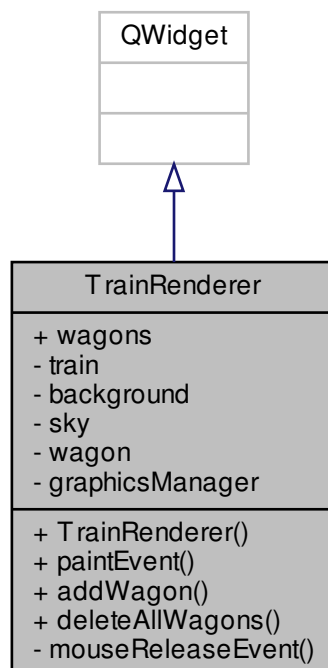 QWidget
TrainRenderer
+ wagons
- train
- background
- sky
- wagon
- graphicsManager
+ TrainRenderer()
+ paintEvent()
+ addWagon()
+ deleteAllWagons()
- mouseReleaseEvent()